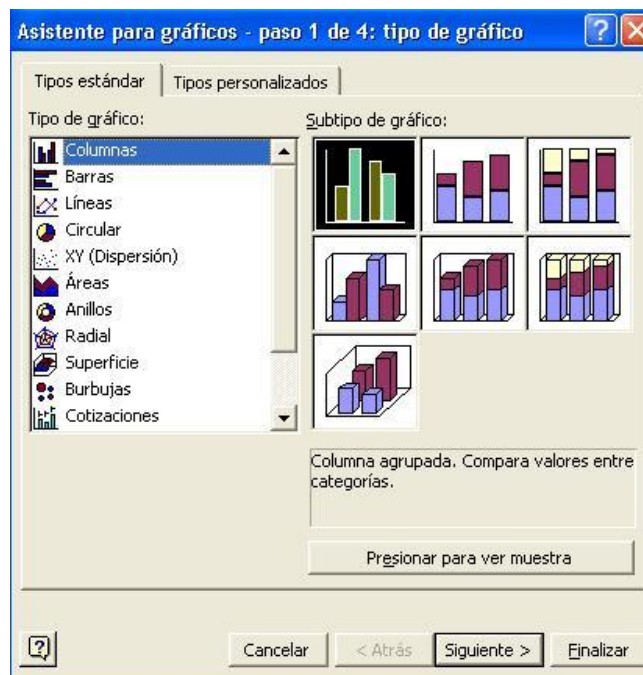 Asistente para gráficos - paso 1 de 4: tipo de gráfico
Tipos estándar
Tipos personalizados
Tipo de gráfico:
Subtipo de gráfico:
Columnas
Barras
Líneas
Circular
XY (Dispersión)
Áreas
Anillos
Radial
Superficie
Burbujas
Cotizaciones
Columna agrupada. Compara valores entre
categorías.
Presionar para ver muestra
Cancelar
< Atrás
Siguiente >
Finalizar